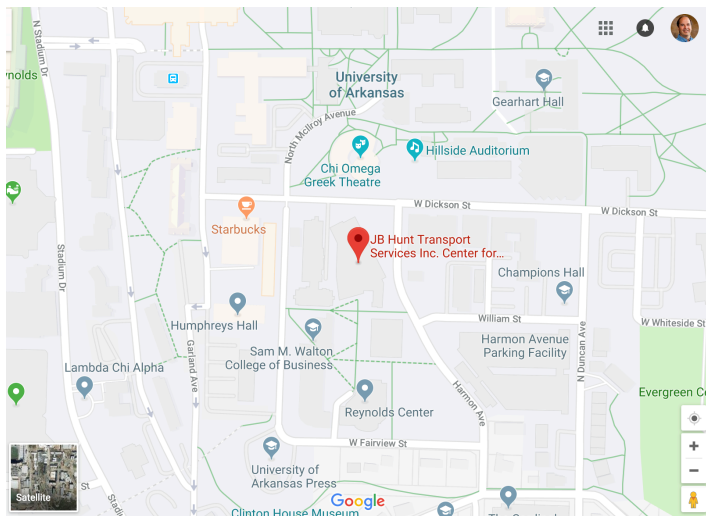 N Stadium Dr
University
of Arkansas
Gearhart Hall
North McIlroy Avenue
Hillside Auditorium
Chi Omega
Greek Theatre
W Dickson St
W Dickson St
Starbucks
JB Hunt Transport
Services Inc. Center for...
Stadium Dr
Champions Hall
Humphreys Hall
William St
W Whiteside St
Sam M. Walton
College of Business
Harmon Avenue
Parking Facility
N Duncan Ave
Lambda Chi Alpha
Garland Ave
Harmon Ave
Evergreen
Reynolds Center
W Fairview St
University of
Arkansas Press
St
Satellite
Google
Clinton House Museum